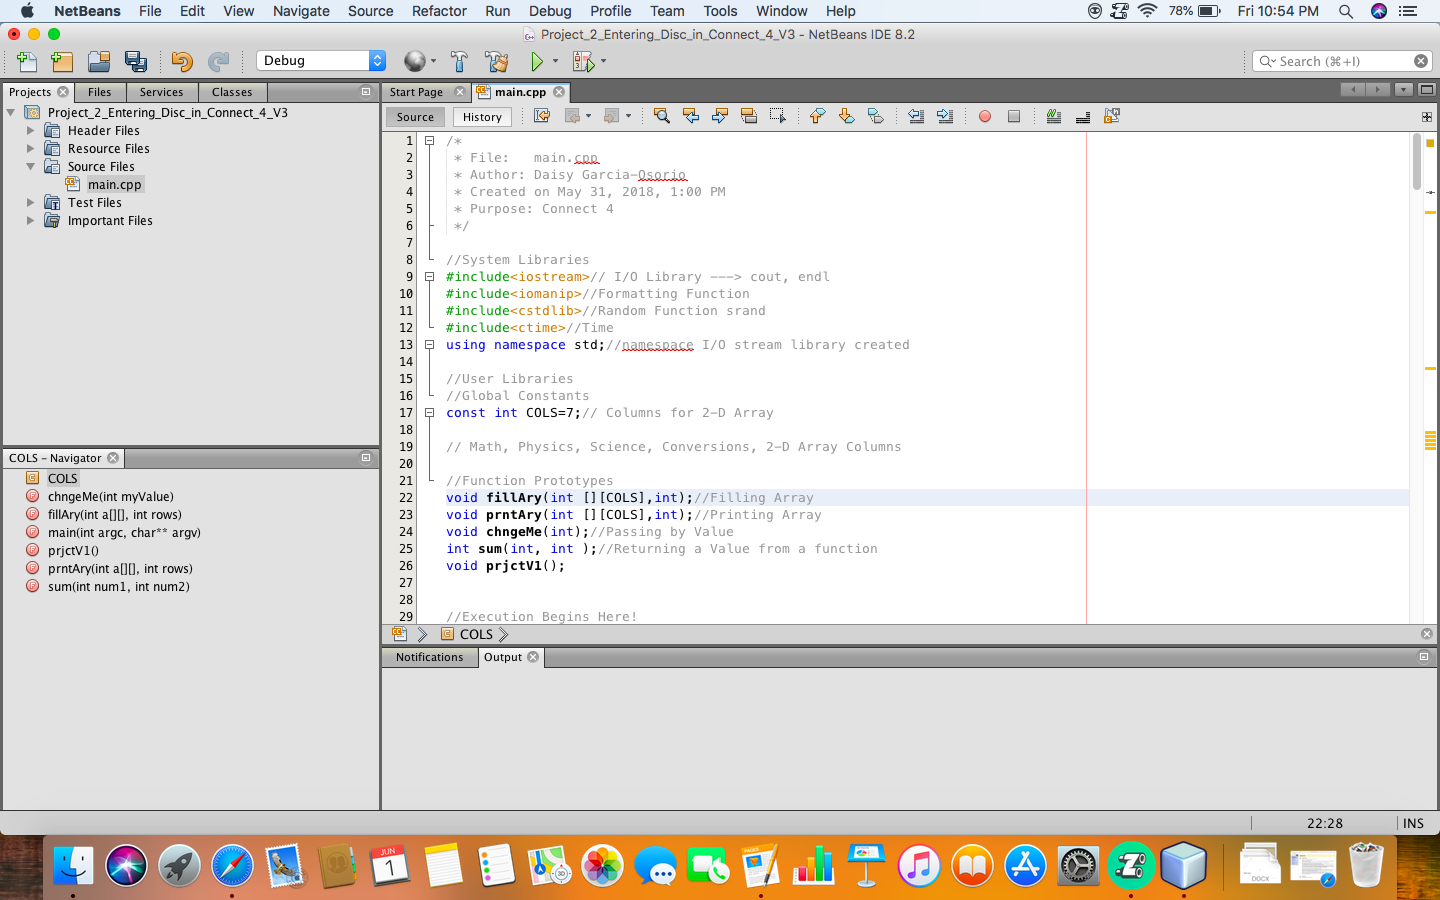 NetBeans File Edit View Navigate Source Refactor Run Debug Profile Team Tools Window Help 78% Fri 10:54 PM
Project_2_Entering_Disc_in_Connect_4_V3 - NetBeans IDE 8.2
Debug Search (⌘+I)
Projects Files Services Classes
Project_2_Entering_Disc_in_Connect_4_V3
Header Files
Resource Files
Source Files
main.cpp
Test Files
Important Files
COLS - Navigator
COLS
chngeMe(int myValue)
fillAry(int a[][], int rows)
main(int argc, char** argv)
prjctV1()
prntAry(int a[][], int rows)
sum(int num1, int num2)
Start Page main.cpp
Source History
1 /*
2 * File:   main.cpp
3 * Author: Daisy Garcia-Osorio
4 * Created on May 31, 2018, 1:00 PM
5 * Purpose: Connect 4
6 */
7
8 //System Libraries
9 #include<iostream>// I/O Library ---> cout, endl
10 #include<iomanip>//Formatting Function
11 #include<cstdlib>//Random Function srand
12 #include<ctime>//Time
13 using namespace std;//namespace I/O stream library created
14
15 //User Libraries
16 //Global Constants
17 const int COLS=7;// Columns for 2-D Array
18
19 // Math, Physics, Science, Conversions, 2-D Array Columns
20
21 //Function Prototypes
22 void fillAry(int [][COLS],int);//Filling Array
23 void prntAry(int [][COLS],int);//Printing Array
24 void chngeMe(int);//Passing by Value
25 int sum(int, int );//Returning a Value from a function
26 void prjctV1();
27
28
29 //Execution Begins Here!
COLS
Notifications Output
22:28 INS
JUN
1
PAGES
3D
DOCX